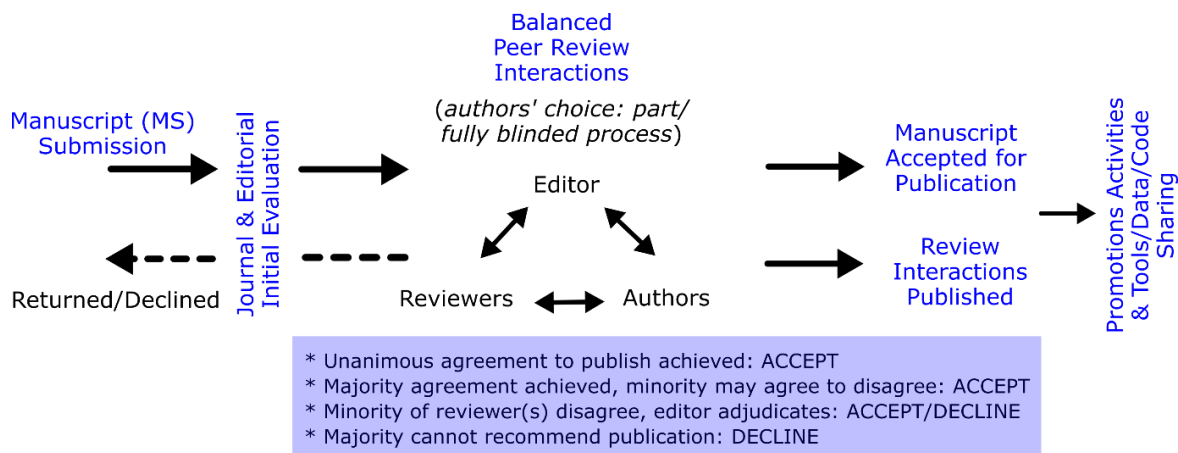 Manuscript (MS)
Submission
Returned/Declined
Journal & Editorial
Initial Evaluation
Balanced
Peer Review
Interactions
(authors' choice: part/
fully blinded process)
Editor
Reviewers
Authors
Manuscript
Accepted for
Publication
Review
Interactions
Published
Promotions Activities
& Tools/Data/Code
Sharing
* Unanimous agreement to publish achieved: ACCEPT
* Majority agreement achieved, minority may agree to disagree: ACCEPT
* Minority of reviewer(s) disagree, editor adjudicates: ACCEPT/DECLINE
* Majority cannot recommend publication: DECLINE